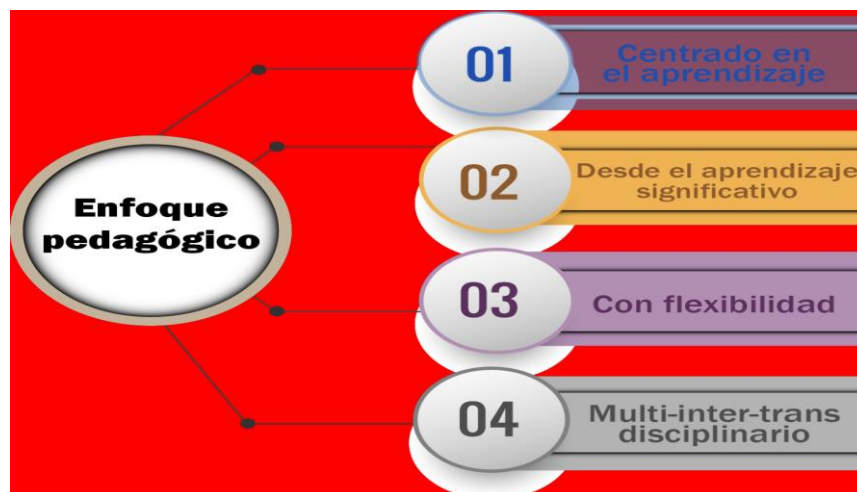 Enfoque
pedagógico
01
Centrado en
el aprendizaje
02
Desde el aprendizaje
significativo
03
Con flexibilidad
04
Multi-inter-trans
disciplinario